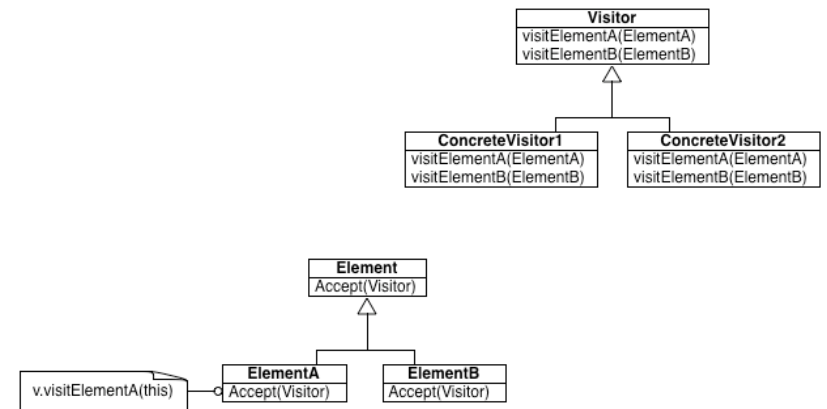 Visitor
visitElementA(ElementA)
visitElementB(ElementB)
ConcreteVisitor1
visitElementA(ElementA)
visitElementB(ElementB)
ConcreteVisitor2
visitElementA(ElementA)
visitElementB(ElementB)
Element
Accept(Visitor)
v.visitElementA(this)
ElementA
Accept(Visitor)
ElementB
Accept(Visitor)